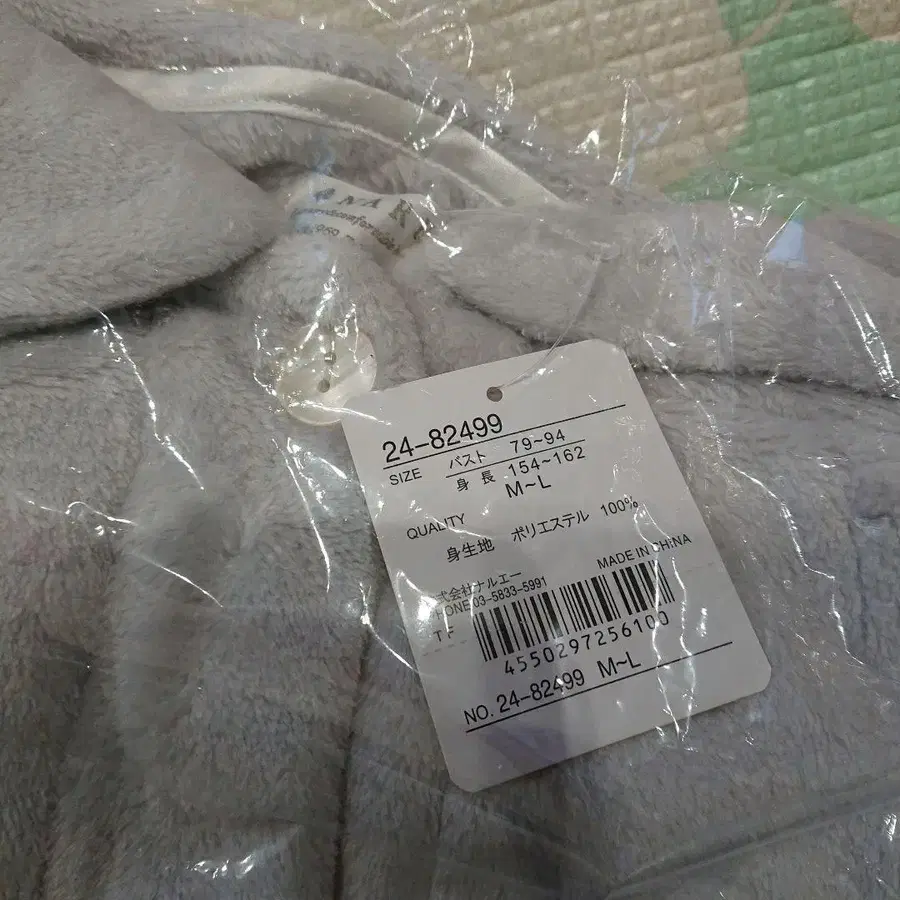 24-82499
SIZE バスト 79~94
身 長 154~162
M~L
QUALITY
身生地 ポリエステル 100%
MADE IN CHINA
式会社ナルエー
PHONE 03-5833-5991
4550297256100
NO. 24-82499 M~L